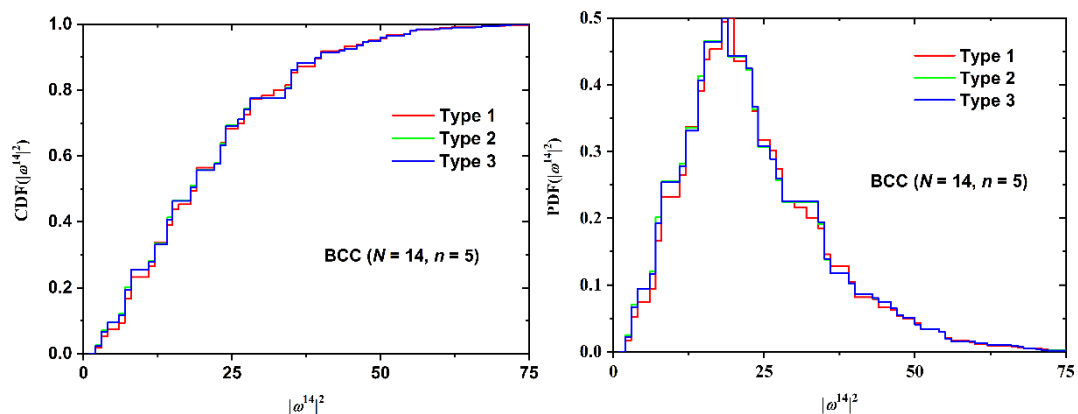 1.0
0.8
0.6
0.4
0.2
0.0
CDF(|ω¹⁴|²)
Type 1
Type 2
Type 3
BCC (N = 14, n = 5)
0 25 50 75
|ω¹⁴|²
0.5
0.4
0.3
0.2
0.1
0.0
PDF(|ω¹⁴|²)
Type 1
Type 2
Type 3
BCC (N = 14, n = 5)
0 25 50 75
|ω¹⁴|²